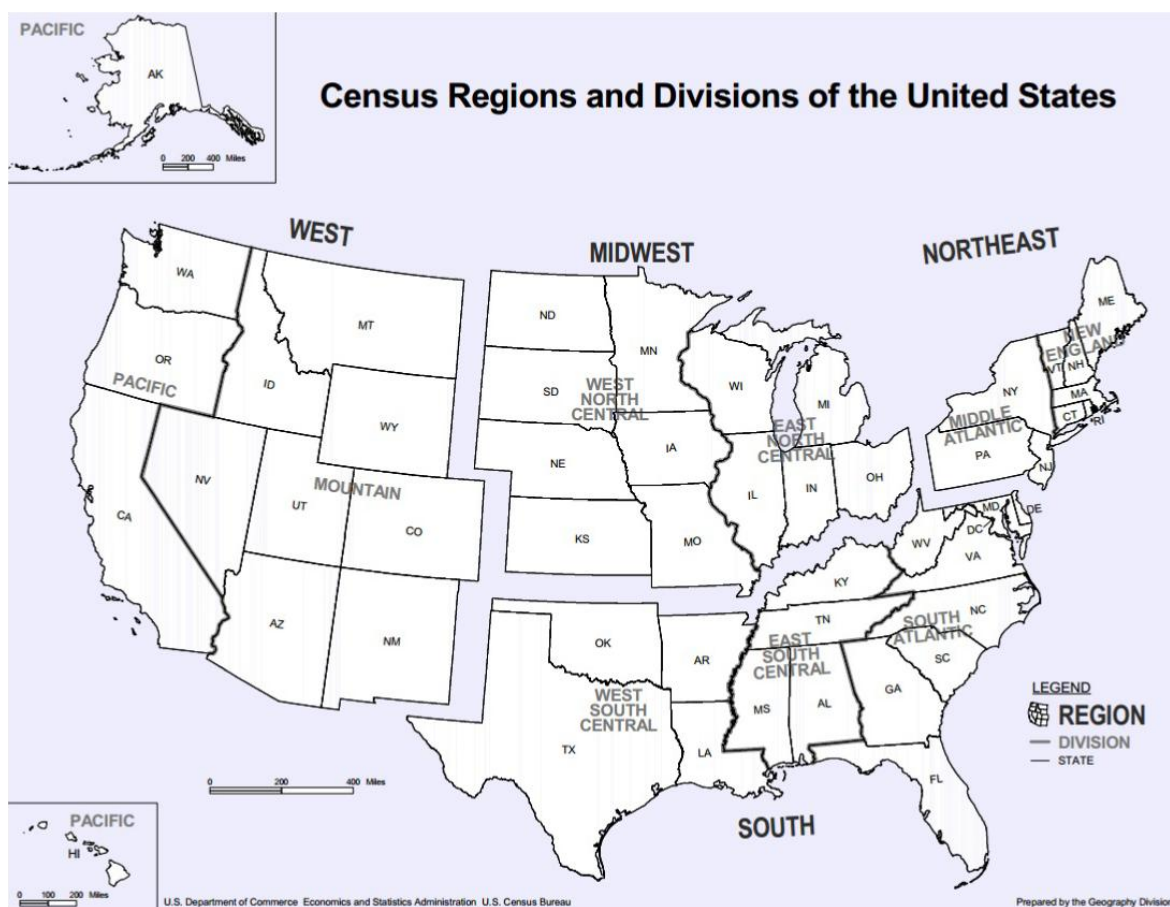 PACIFIC
AK
0 200 400 Miles
Census Regions and Divisions of the United States
WEST
MIDWEST
NORTHEAST
WA
MT
OR
ID
WY
PACIFIC
NV
UT
CO
CA
AZ
NM
MOUNTAIN
ND
SD
MN
WEST
NORTH
CENTRAL
NE
IA
KS
MO
WI
MI
EAST
NORTH
CENTRAL
IL
IN
OH
ME
NEW
ENGLAND
VT
NH
MA
CT
RI
NY
MIDDLE
ATLANTIC
PA
NJ
MD
DE
DC
WV
VA
KY
TN
NC
SOUTH
ATLANTIC
SC
GA
FL
EAST
SOUTH
CENTRAL
MS
AL
OK
AR
WEST
SOUTH
CENTRAL
TX
LA
SOUTH
LEGEND
REGION
DIVISION
STATE
0 200 400 Miles
PACIFIC
HI
0 100 200 Miles
U.S. Department of Commerce Economics and Statistics Administration U.S. Census Bureau
Prepared by the Geography Division